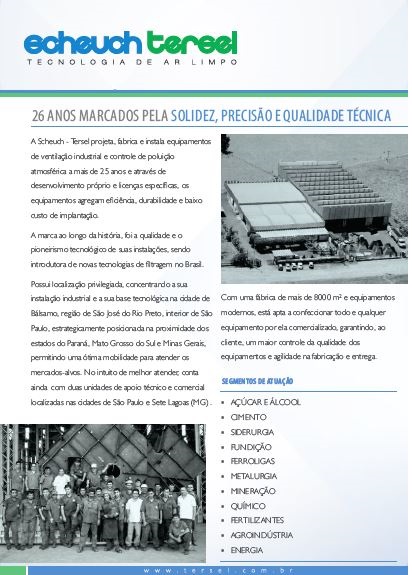 scheuch tersel
TECNOLOGIA DE AR LIMPO
26 ANOS MARCADOS PELA SOLIDEZ, PRECISÃO E QUALIDADE TÉCNICA
A Scheuch - Tersel projeta, fabrica e instala equipamentos
de ventilação industrial e controle de poluição
atmosférica a mais de 25 anos e através de
desenvolvimento próprio e licenças específicas, os
equipamentos agregam eficiência, durabilidade e baixo
custo de implantação.
A marca ao longo da história, foi a qualidade e o
pioneirismo tecnológico de suas instalações, sendo
introdutora de novas tecnologias de filtragem no Brasil.
Possui localização privilegiada, concentrando a sua
instalação industrial e a sua base tecnológica na cidade de
Bálsamo, região de São José do Rio Preto, interior de São
Paulo, estrategicamente posicionada na proximidade dos
estados do Paraná, Mato Grosso do Sul e Minas Gerais,
permitindo uma ótima mobilidade para atender os
mercados-alvos. No intuito de melhor atender, conta
ainda com duas unidades de apoio técnico e comercial
localizadas nas cidades de São Paulo e Sete Lagoas (MG) .
Com uma fábrica de mais de 8000 m² e equipamentos
modernos, está apta a confeccionar todo e qualquer
equipamento por ela comercializado, garantindo, ao
cliente, um maior controle da qualidade dos
equipamentos e agilidade na fabricação e entrega.
SEGMENTOS DE ATUAÇÃO
• AÇÚCAR E ÁLCOOL
• CIMENTO
• SIDERURGIA
• FUNDIÇÃO
• FERROLIGAS
• METALURGIA
• MINERAÇÃO
• QUÍMICO
• FERTILIZANTES
• AGROINDÚSTRIA
• ENERGIA
www.tersel.com.br